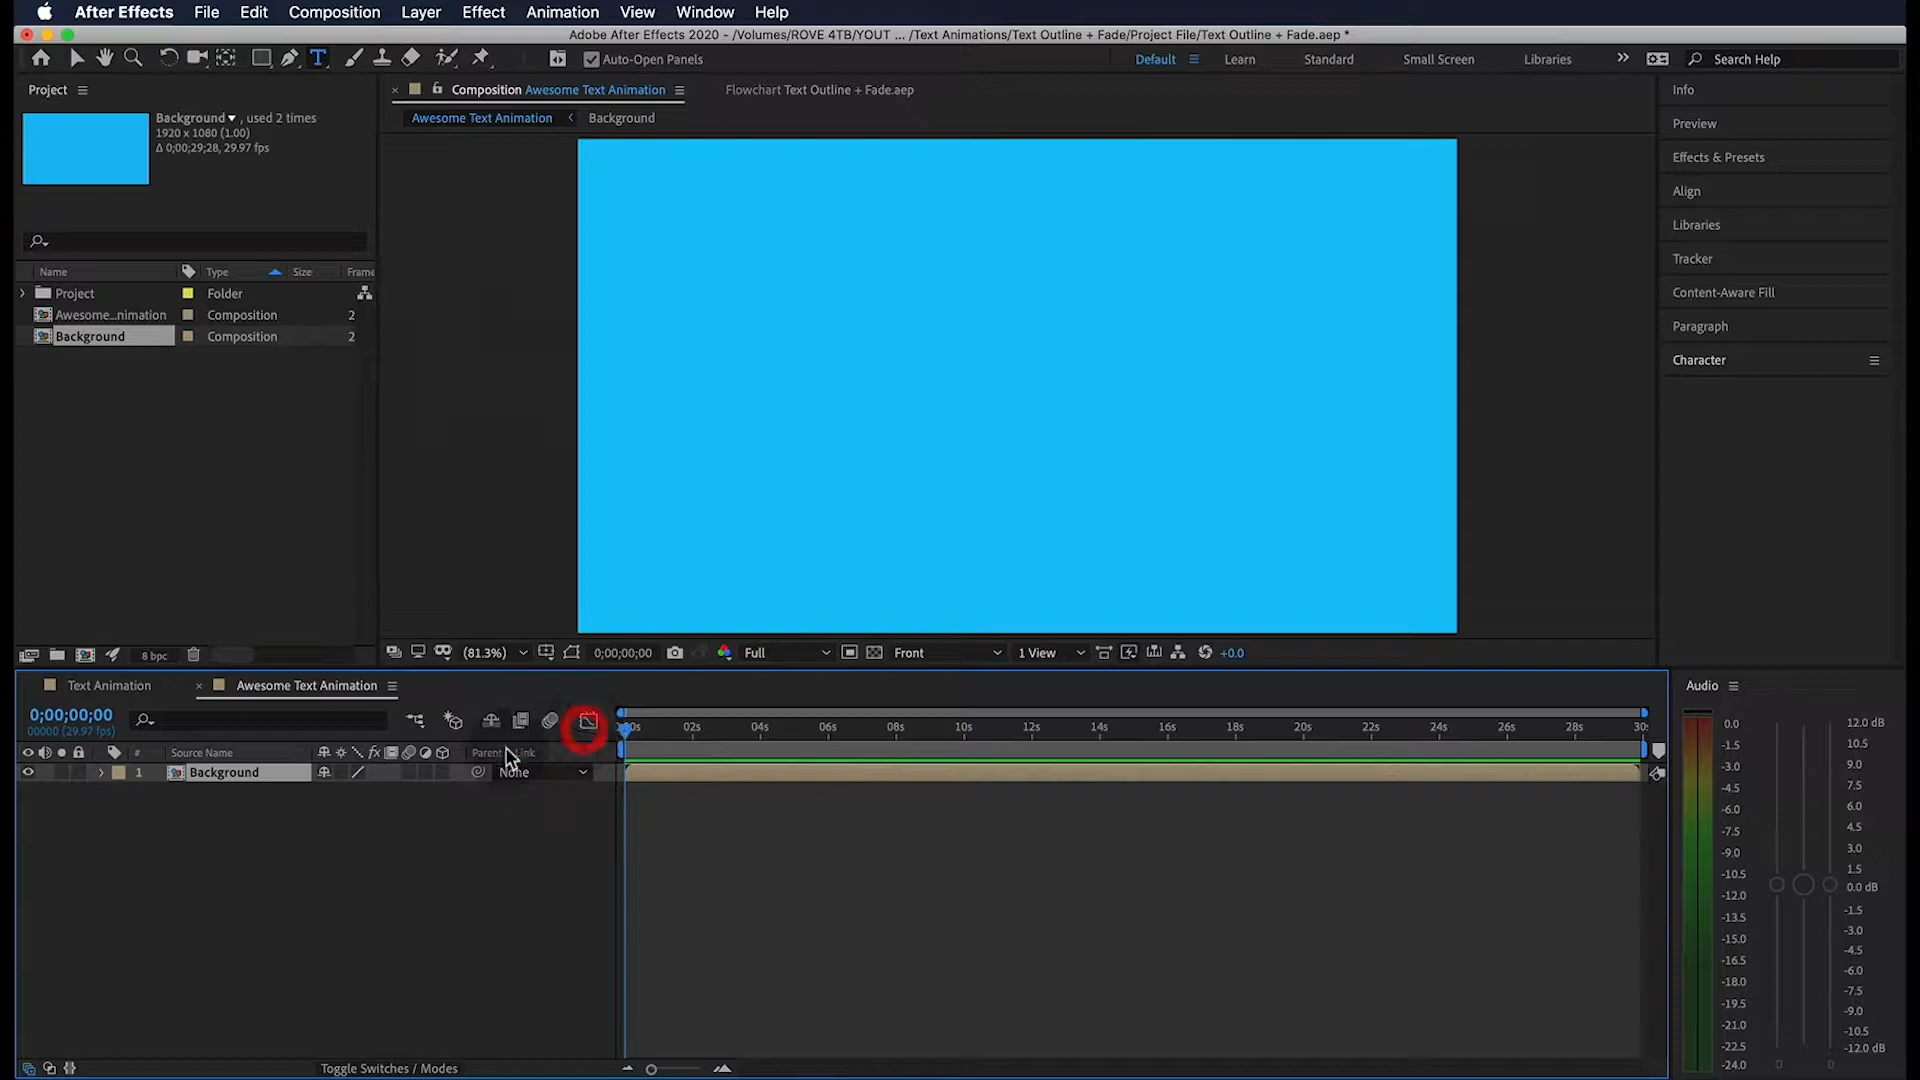 After Effects File Edit Composition Layer Effect Animation View Window Help
Adobe After Effects 2020 - /Volumes/ROVE 4TB/YOUT ... /Text Animations/Text Outline + Fade/Project File/Text Outline + Fade.aep *
T Auto-Open Panels Default Learn Standard Small Screen Libraries Search Help
Project
Composition Awesome Text Animation Flowchart Text Outline + Fade.aep
Awesome Text Animation Background
Background , used 2 times
1920 x 1080 (1.00)
Δ 0;00;29;28, 29.97 fps
Name Type Size Frame
Project Folder
Awesome...nimation Composition 2
Background Composition 2
8 bpc
(81.3%) 0;00;00;00 Full Front 1 View +0.0
Info
Preview
Effects & Presets
Align
Libraries
Tracker
Content-Aware Fill
Paragraph
Character
Text Animation Awesome Text Animation
0;00;00;00
00000 (29.97 fps)
02s 04s 06s 08s 10s 12s 14s 16s 18s 20s 22s 24s 26s 28s
# Source Name fx Parent Link
1 Background None
Toggle Switches / Modes
Audio
0.0
-1.5
-3.0
-4.5
-6.0
-7.5
-9.0
-10.5
-12.0
-13.5
-15.0
-16.5
-18.0
-19.5
-21.0
-22.5
-24.0
12.0 dB
10.5
9.0
7.5
6.0
4.5
3.0
1.5
0.0 dB
-1.5
-3.0
-4.5
-6.0
-7.5
-9.0
-10.5
-12.0 dB
0 0